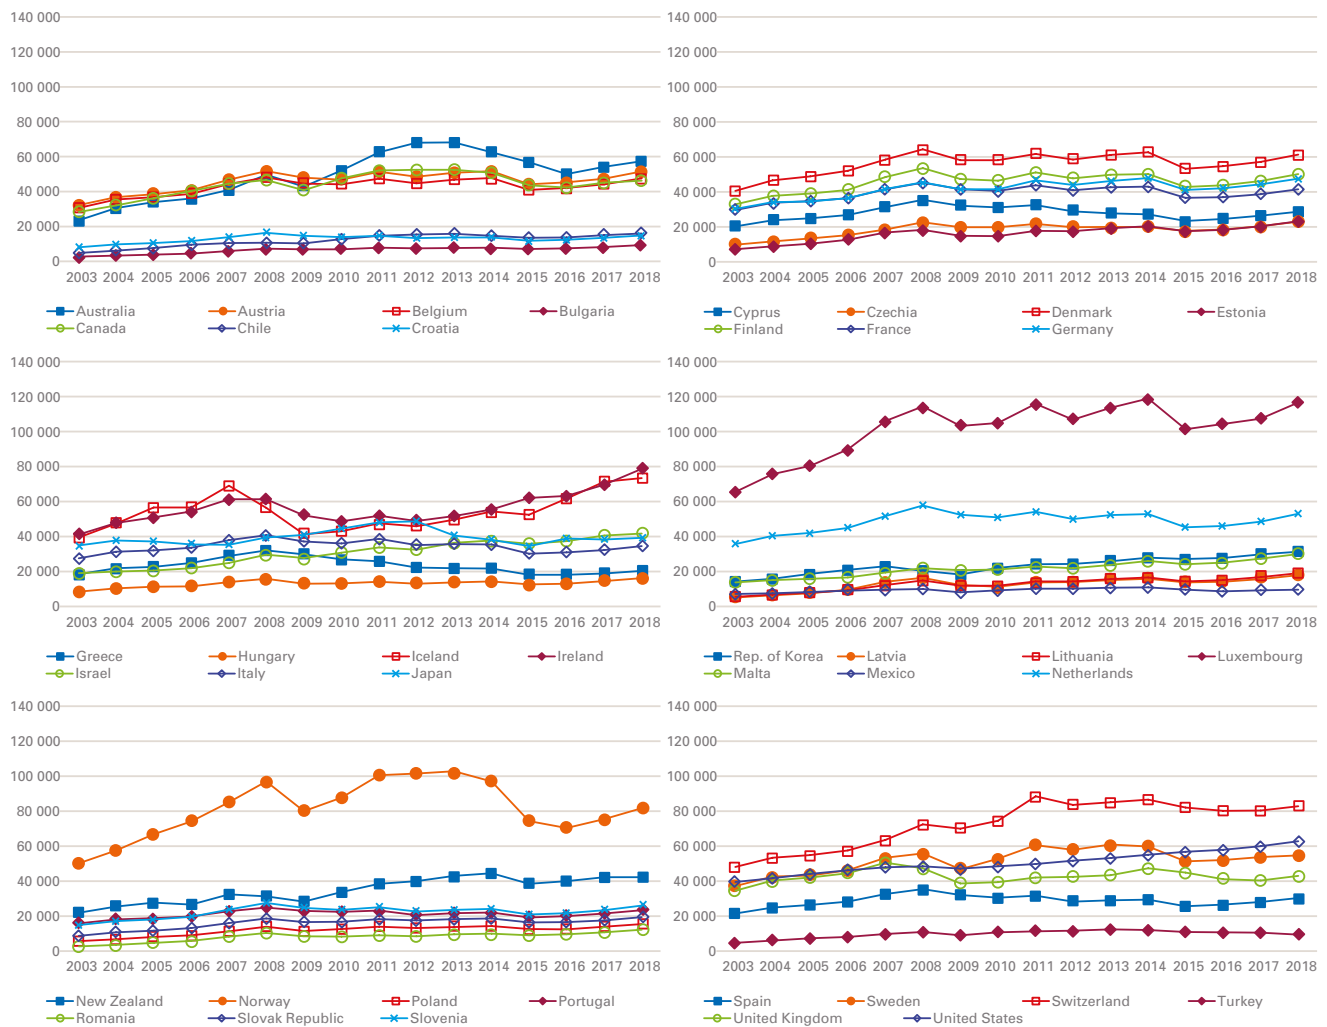 140 000
120 000
100 000
80 000
60 000
40 000
20 000
0
2003 2004 2005 2006 2007 2008 2009 2010 2011 2012 2013 2014 2015 2016 2017 2018
Australia Austria Belgium Bulgaria
Canada Chile Croatia
140 000
120 000
100 000
80 000
60 000
40 000
20 000
0
2003 2004 2005 2006 2007 2008 2009 2010 2011 2012 2013 2014 2015 2016 2017 2018
Cyprus Czechia Denmark Estonia
Finland France Germany
140 000
120 000
100 000
80 000
60 000
40 000
20 000
0
2003 2004 2005 2006 2007 2008 2009 2010 2011 2012 2013 2014 2015 2016 2017 2018
Greece Hungary Iceland Ireland
Israel Italy Japan
140 000
120 000
100 000
80 000
60 000
40 000
20 000
0
2003 2004 2005 2006 2007 2008 2009 2010 2011 2012 2013 2014 2015 2016 2017 2018
Rep. of Korea Latvia Lithuania Luxembourg
Malta Mexico Netherlands
140 000
120 000
100 000
80 000
60 000
40 000
20 000
0
2003 2004 2005 2006 2007 2008 2009 2010 2011 2012 2013 2014 2015 2016 2017 2018
New Zealand Norway Poland Portugal
Romania Slovak Republic Slovenia
140 000
120 000
100 000
80 000
60 000
40 000
20 000
0
2003 2004 2005 2006 2007 2008 2009 2010 2011 2012 2013 2014 2015 2016 2017 2018
Spain Sweden Switzerland Turkey
United Kingdom United States